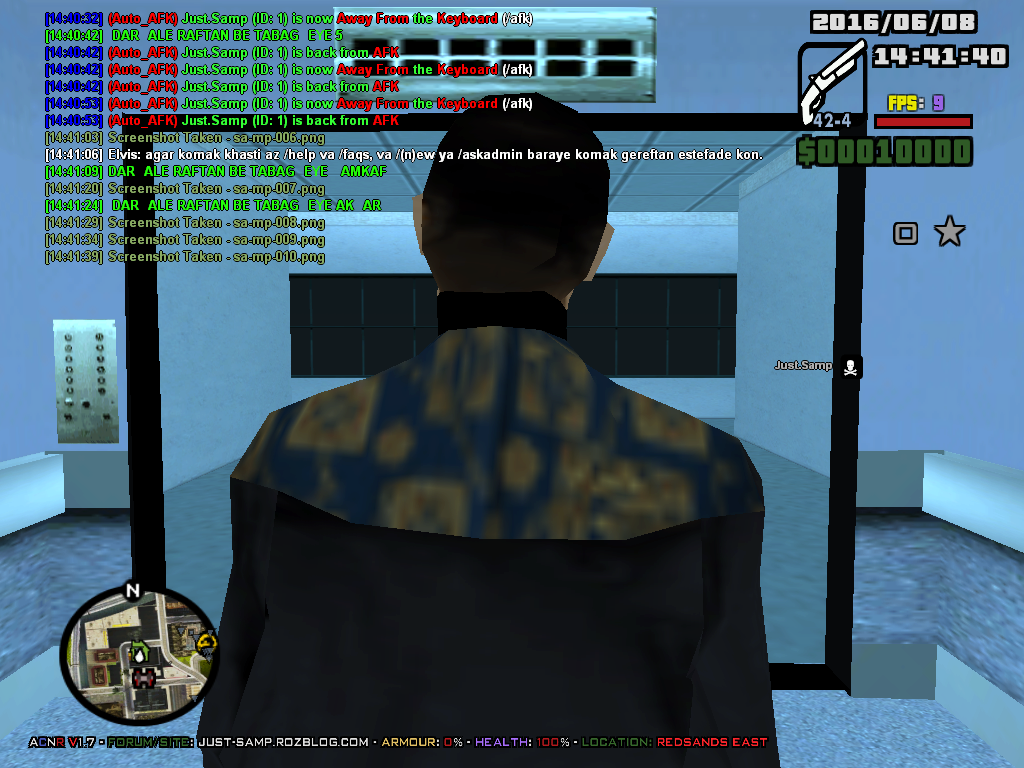 [14:40:32] (Auto_AFK) Just.Samp (ID: 1) is now Away From the Keyboard (/afk)
[14:40:42] DAR ALE RAFTAN BE TABAG EYE 5
[14:40:42] (Auto_AFK) Just.Samp (ID: 1) is back from AFK
[14:40:42] (Auto_AFK) Just.Samp (ID: 1) is now Away From the Keyboard (/afk)
[14:40:42] (Auto_AFK) Just.Samp (ID: 1) is back from AFK
[14:40:53] (Auto_AFK) Just.Samp (ID: 1) is now Away From the Keyboard (/afk)
[14:40:53] (Auto_AFK) Just.Samp (ID: 1) is back from AFK
[14:41:03] Screenshot Taken - sa-mp-006.png
[14:41:06] Elvis: agar komak khasti az /help va /faqs, va /(n)ew ya /askadmin baraye komak gereftan estefade kon.
[14:41:09] DAR ALE RAFTAN BE TABAG EYE AMKAF
[14:41:20] Screenshot Taken - sa-mp-007.png
[14:41:24] DAR ALE RAFTAN BE TABAG EYE AK AR
[14:41:29] Screenshot Taken - sa-mp-008.png
[14:41:34] Screenshot Taken - sa-mp-009.png
[14:41:39] Screenshot Taken - sa-mp-010.png
2016/06/08
14:41:40
FPS: 9
42-4
$00010000
Just.Samp
N
ACNR V1.7 - FORUM/SITE: JUST-SAMP.ROZBLOG.COM - ARMOUR: 0% - HEALTH: 100% - LOCATION: REDSANDS EAST